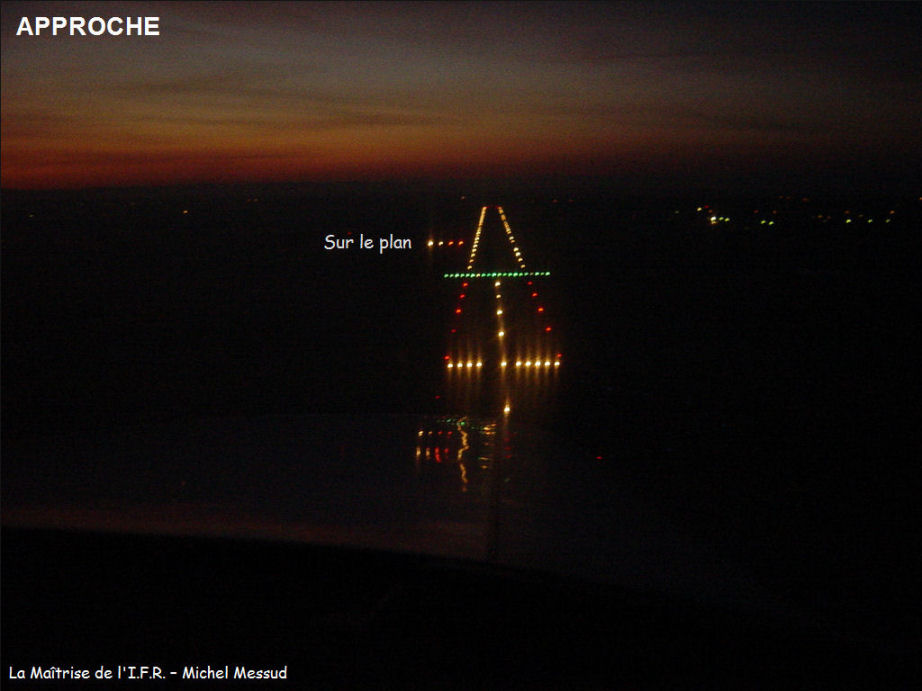 APPROCHE
Sur le plan
La Maîtrise de l'I.F.R. – Michel Messud